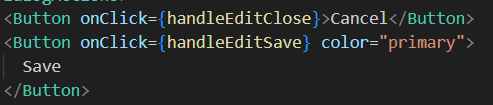 <Button onClick={handleEditClose}>Cancel</Button>
<Button onClick={handleEditSave} color="primary">
Save
</Button>